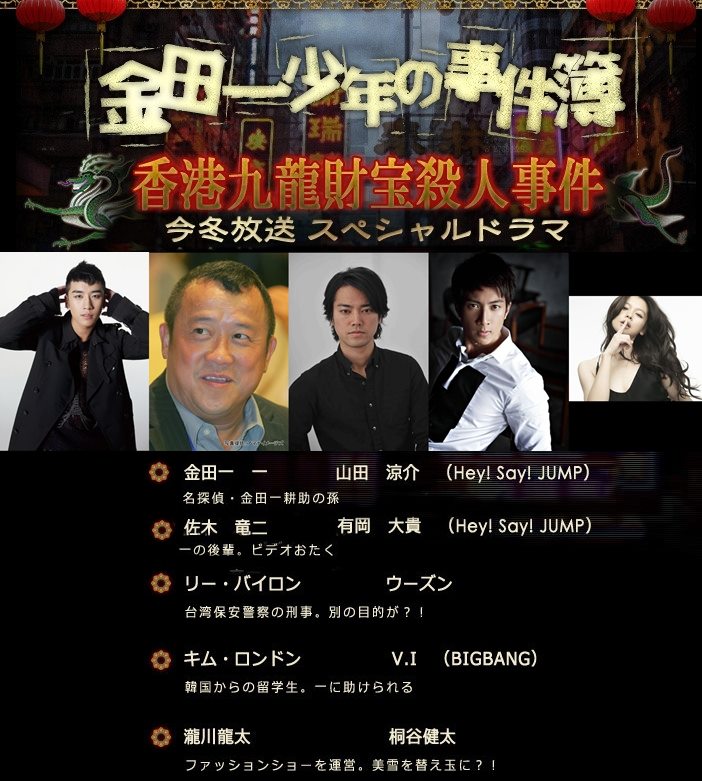 金田一少年の事件簿
香港九龍財宝殺人事件
今冬放送 スペシャルドラマ
金田一 一 山田 涼介 (Hey! Say! JUMP)
名探偵・金田一耕助の孫
佐木 竜二 有岡 大貴 (Hey! Say! JUMP)
一の後輩。ビデオおたく
リー・バイロン ウーズン
台湾保安警察の刑事。別の目的が?!
キム・ロンドン V.I (BIGBANG)
韓国からの留学生。一に助けられる
瀧川龍太 桐谷健太
ファッションショーを運営。美雪を替え玉に?!